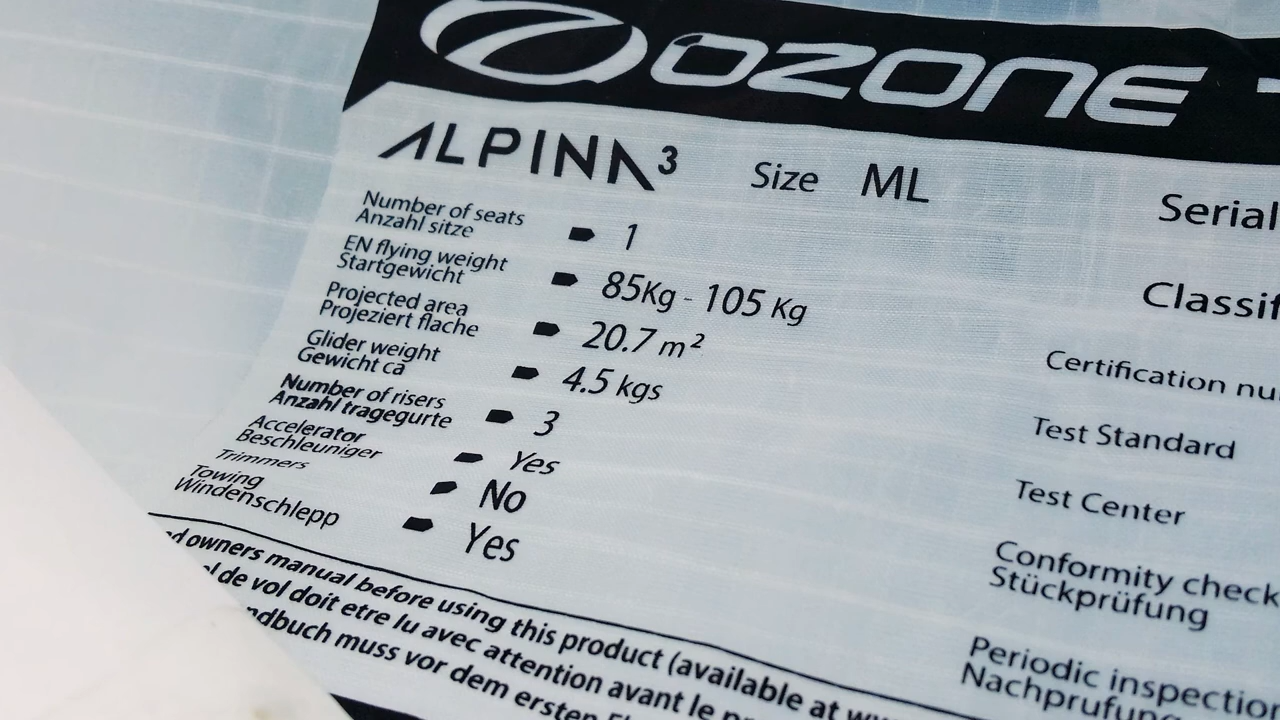 OZONE
ALPINA³ Size ML Serial
Number of seats
Anzahl sitze
1
EN flying weight
Startgewicht
85Kg - 105 Kg
Projected area
Projeziert flache
20.7 m²
Glider weight
Gewicht ca
4.5 kgs
Number of risers
Anzahl tragegurte
3
Accelerator
Beschleuniger
Yes
Trimmers
No
Towing
Windenschlepp
Yes
Certification
Test Standard
Test Center
Conformity check
Stückprüfung
Periodic inspection
owners manual before using this product (available at
de vol doit etre lu avec attention avant le
muss vor dem ersten